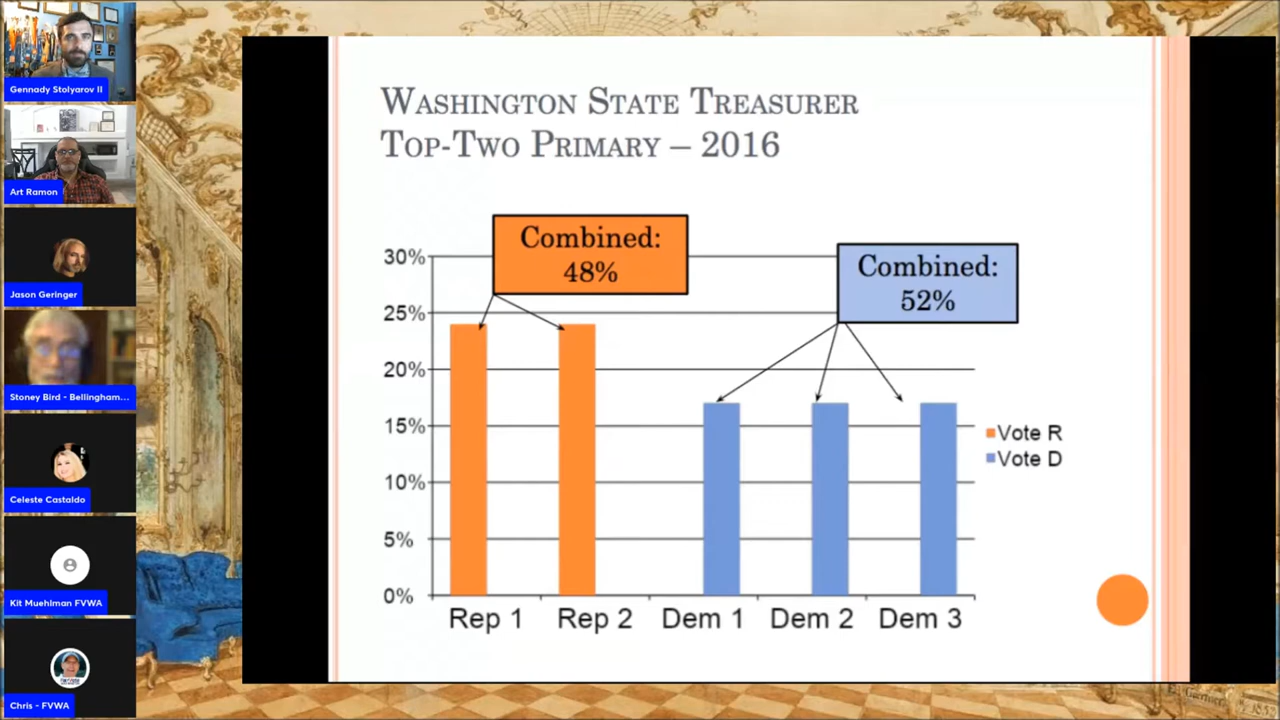 Gennady Stolyarov II
Art Ramon
Jason Geringer
Stoney Bird - Bellingham...
Celeste Castaldo
Kit Muehlman FVWA
Chris - FVWA
WASHINGTON STATE TREASURER
TOP-TWO PRIMARY – 2016
Combined:
48%
Combined:
52%
30%
25%
20%
15%
10%
5%
0%
Rep 1
Rep 2
Dem 1
Dem 2
Dem 3
Vote R
Vote D